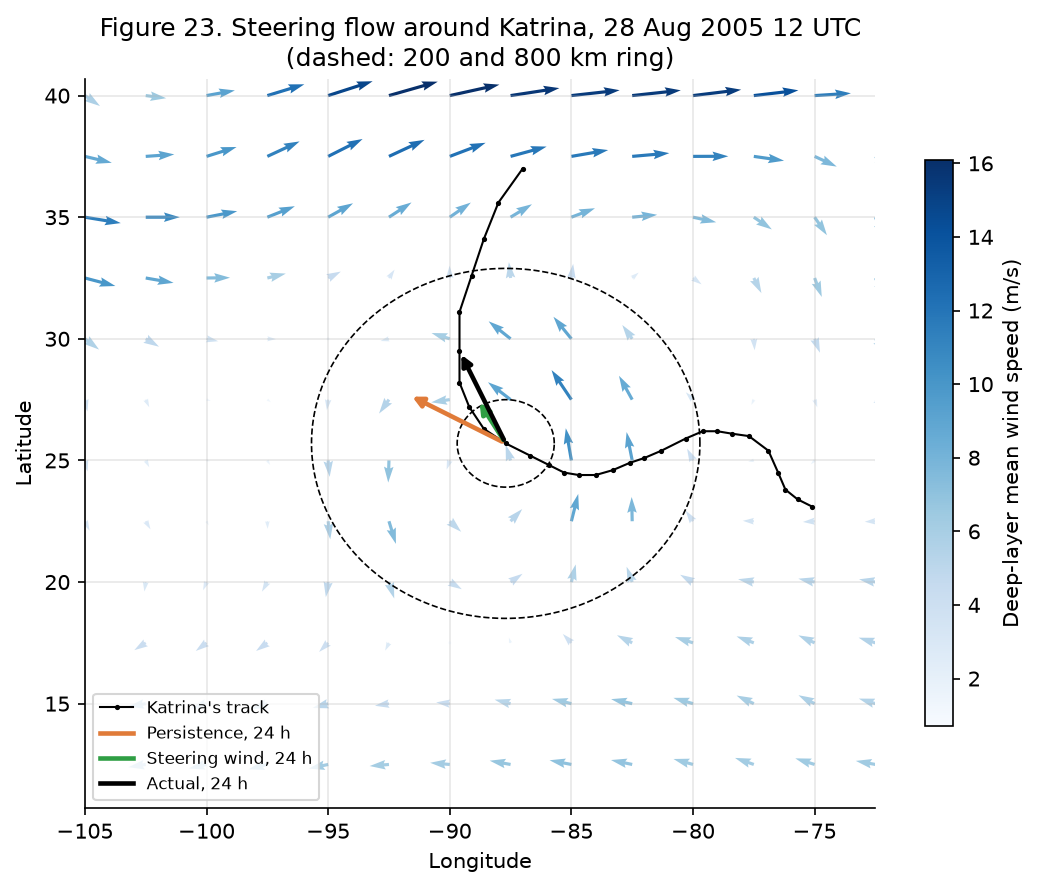 Figure 23. Steering flow around Katrina, 28 Aug 2005 12 UTC
(dashed: 200 and 800 km ring)
40
35
30
25
20
15
Latitude
−105
−100
−95
−90
−85
−80
−75
Longitude
Katrina's track
Persistence, 24 h
Steering wind, 24 h
Actual, 24 h
16
14
12
10
8
6
4
2
Deep-layer mean wind speed (m/s)